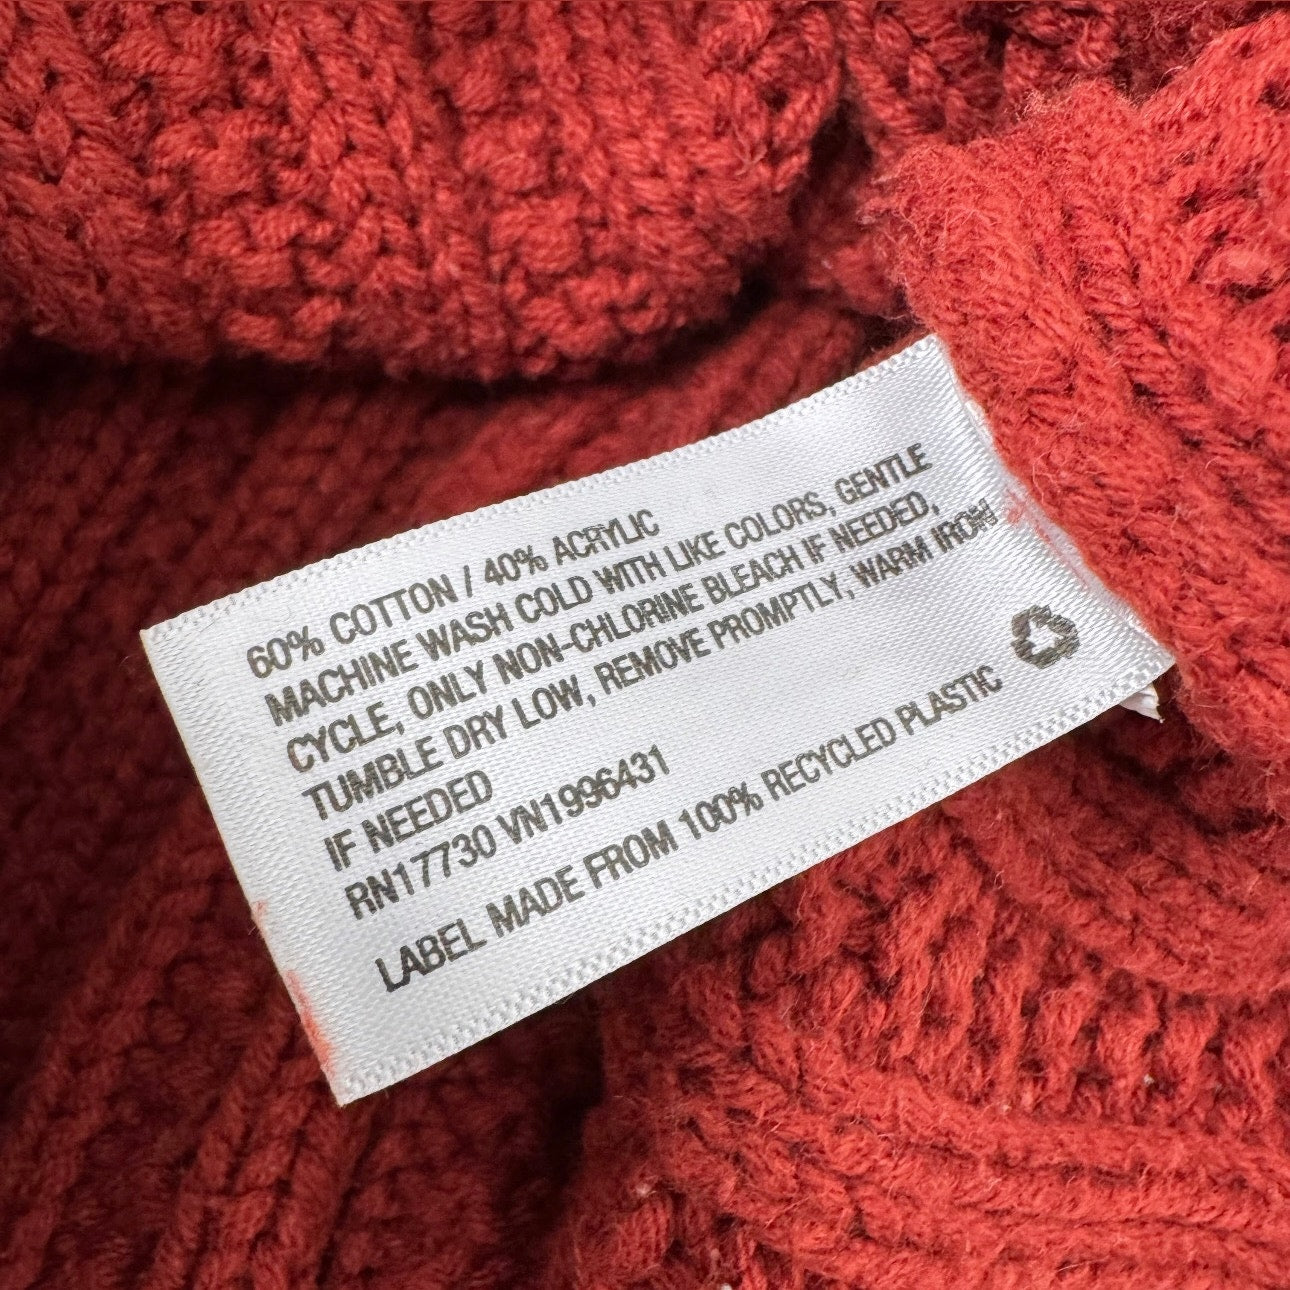 60% COTTON / 40% ACRYLIC
MACHINE WASH COLD WITH LIKE COLORS, GENTLE
CYCLE, ONLY NON-CHLORINE BLEACH IF NEEDED,
TUMBLE DRY LOW, REMOVE PROMPTLY, WARM IRON
IF NEEDED
RN17730 VN1996431
LABEL MADE FROM 100% RECYCLED PLASTIC